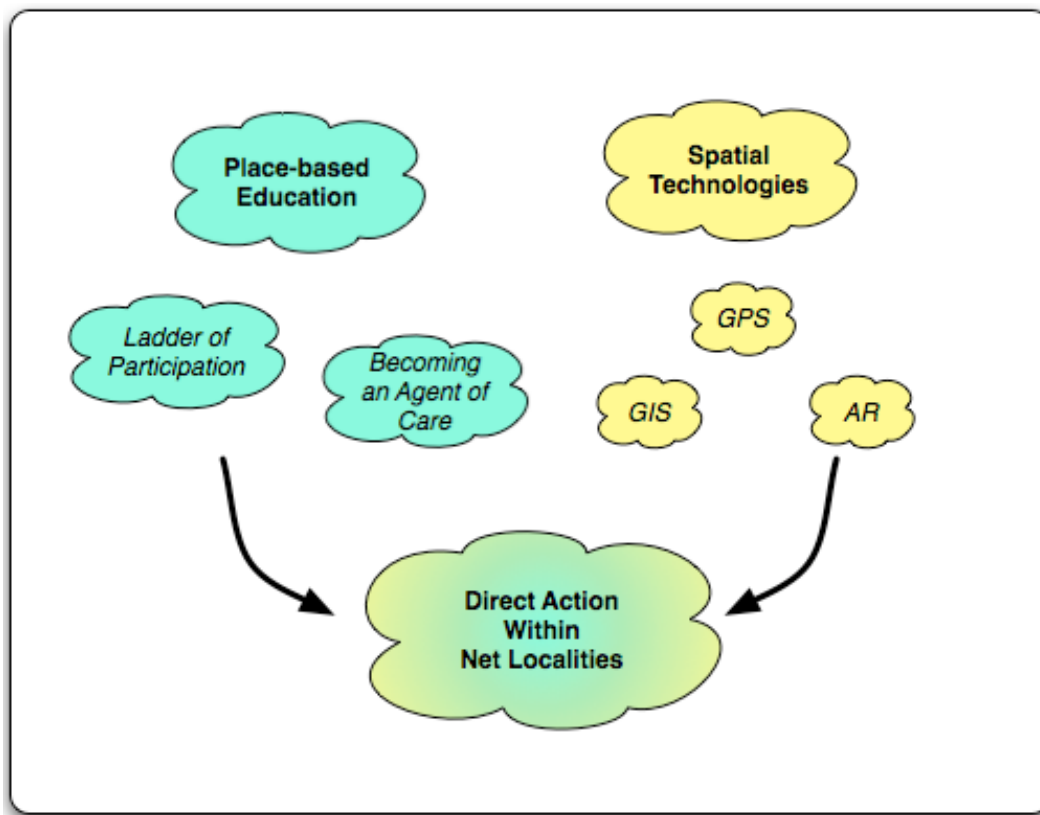 Place-based
Education
Spatial
Technologies
Ladder of
Participation
Becoming
an Agent of
Care
GPS
GIS
AR
Direct Action
Within
Net Localities